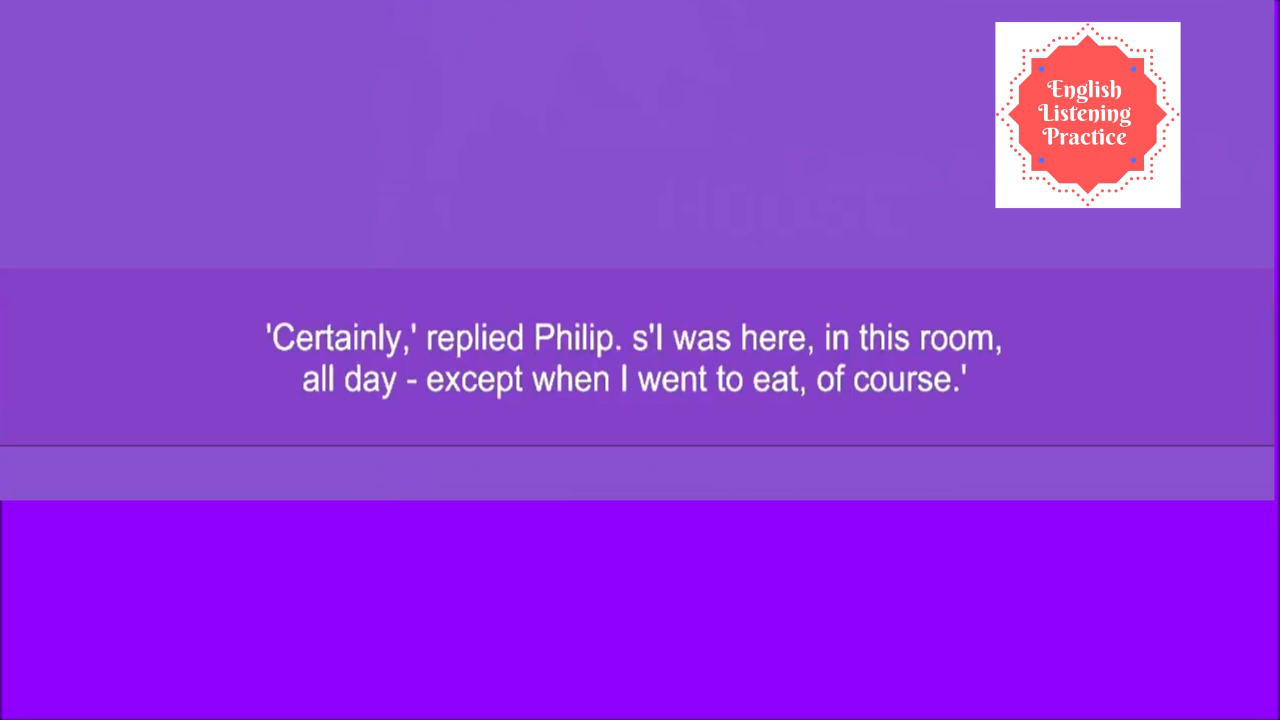 English
Listening
Practice
'Certainly,' replied Philip. s'I was here, in this room,
all day - except when I went to eat, of course.'